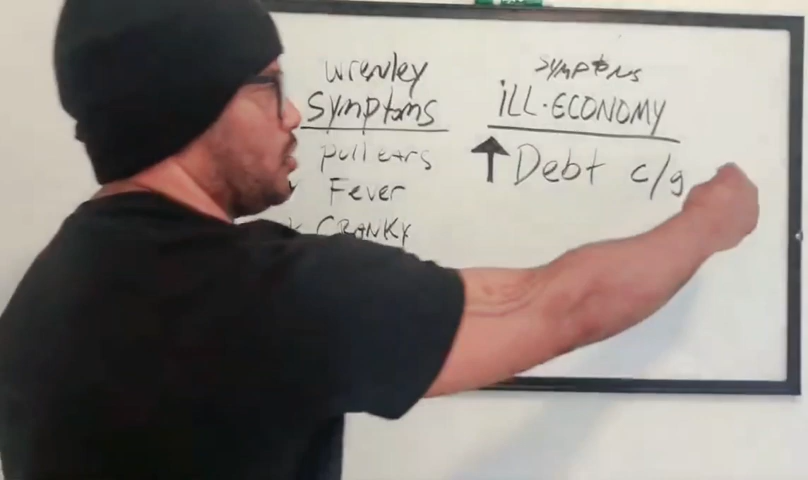 wrenley
Symptoms
pull ears
Fever
CRANKY
SYMPTOMS
ILL-ECONOMY
↑ Debt c/g